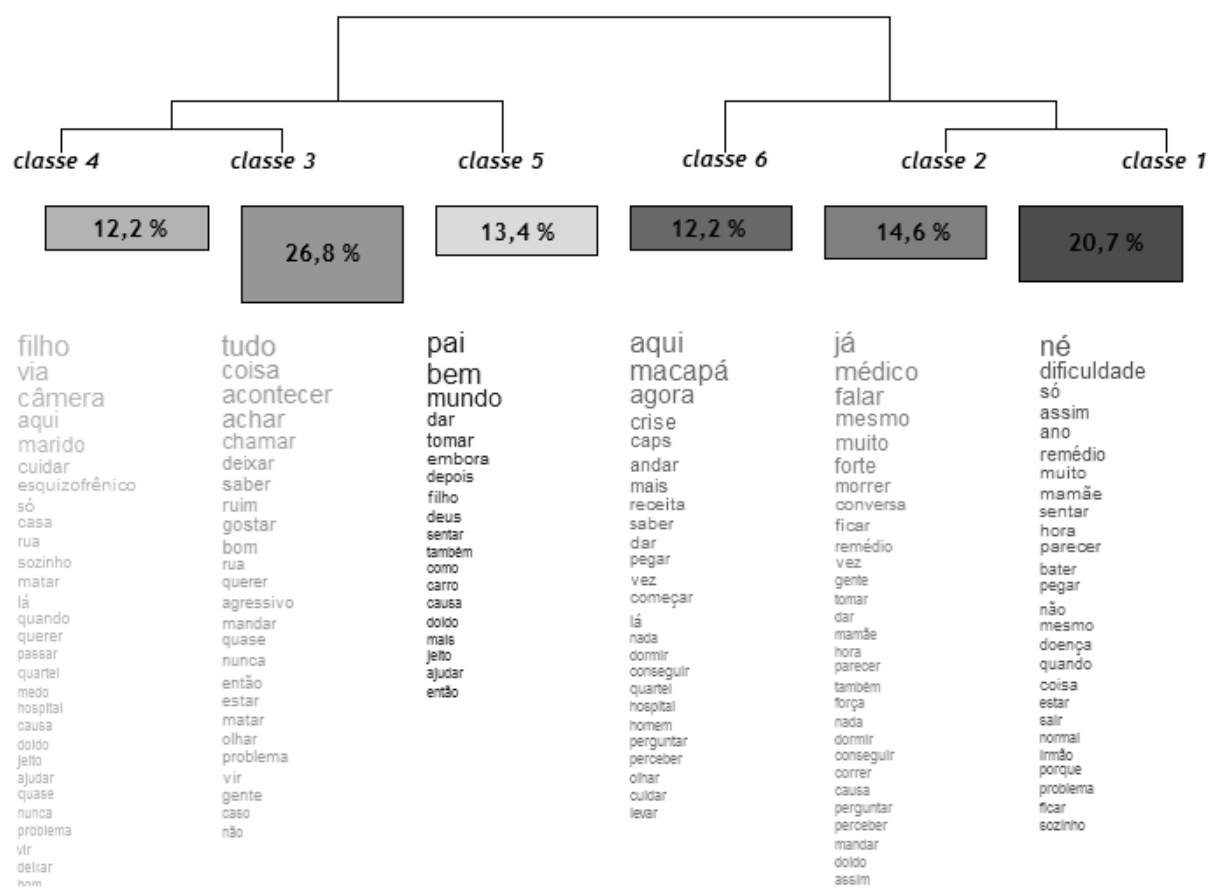 classe 4
classe 3
classe 5
classe 6
classe 2
classe 1
12,2 %
26,8 %
13,4 %
12,2 %
14,6 %
20,7 %
filho
via
câmera
aqui
marido
cuidar
esquizofrênico
só
casa
rua
sozinho
matar
lá
quando
querer
passar
quartel
medo
hospital
causa
doido
jeito
ajudar
quase
nunca
problema
vir
deixar
bom
tudo
coisa
acontecer
achar
chamar
deixar
saber
ruim
gostar
bom
rua
querer
agressivo
mandar
quase
nunca
então
estar
matar
olhar
problema
vir
gente
caso
não
pai
bem
mundo
dar
tomar
embora
depois
filho
deus
sentar
também
como
carro
causa
doido
mais
jeito
ajudar
então
aqui
macapá
agora
crise
caps
andar
mais
receita
saber
dar
pegar
vez
começar
lá
nada
dormir
conseguir
quartel
hospital
homem
perguntar
perceber
olhar
cuidar
levar
já
médico
falar
mesmo
muito
forte
morrer
conversa
ficar
remédio
vez
gente
tomar
dar
mamãe
hora
parecer
também
força
nada
dormir
conseguir
correr
causa
perguntar
perceber
mandar
doido
assim
né
dificuldade
só
assim
ano
remédio
muito
mamãe
sentar
hora
parecer
bater
pegar
não
mesmo
doença
quando
coisa
estar
sair
normal
irmão
porque
problema
ficar
sozinho